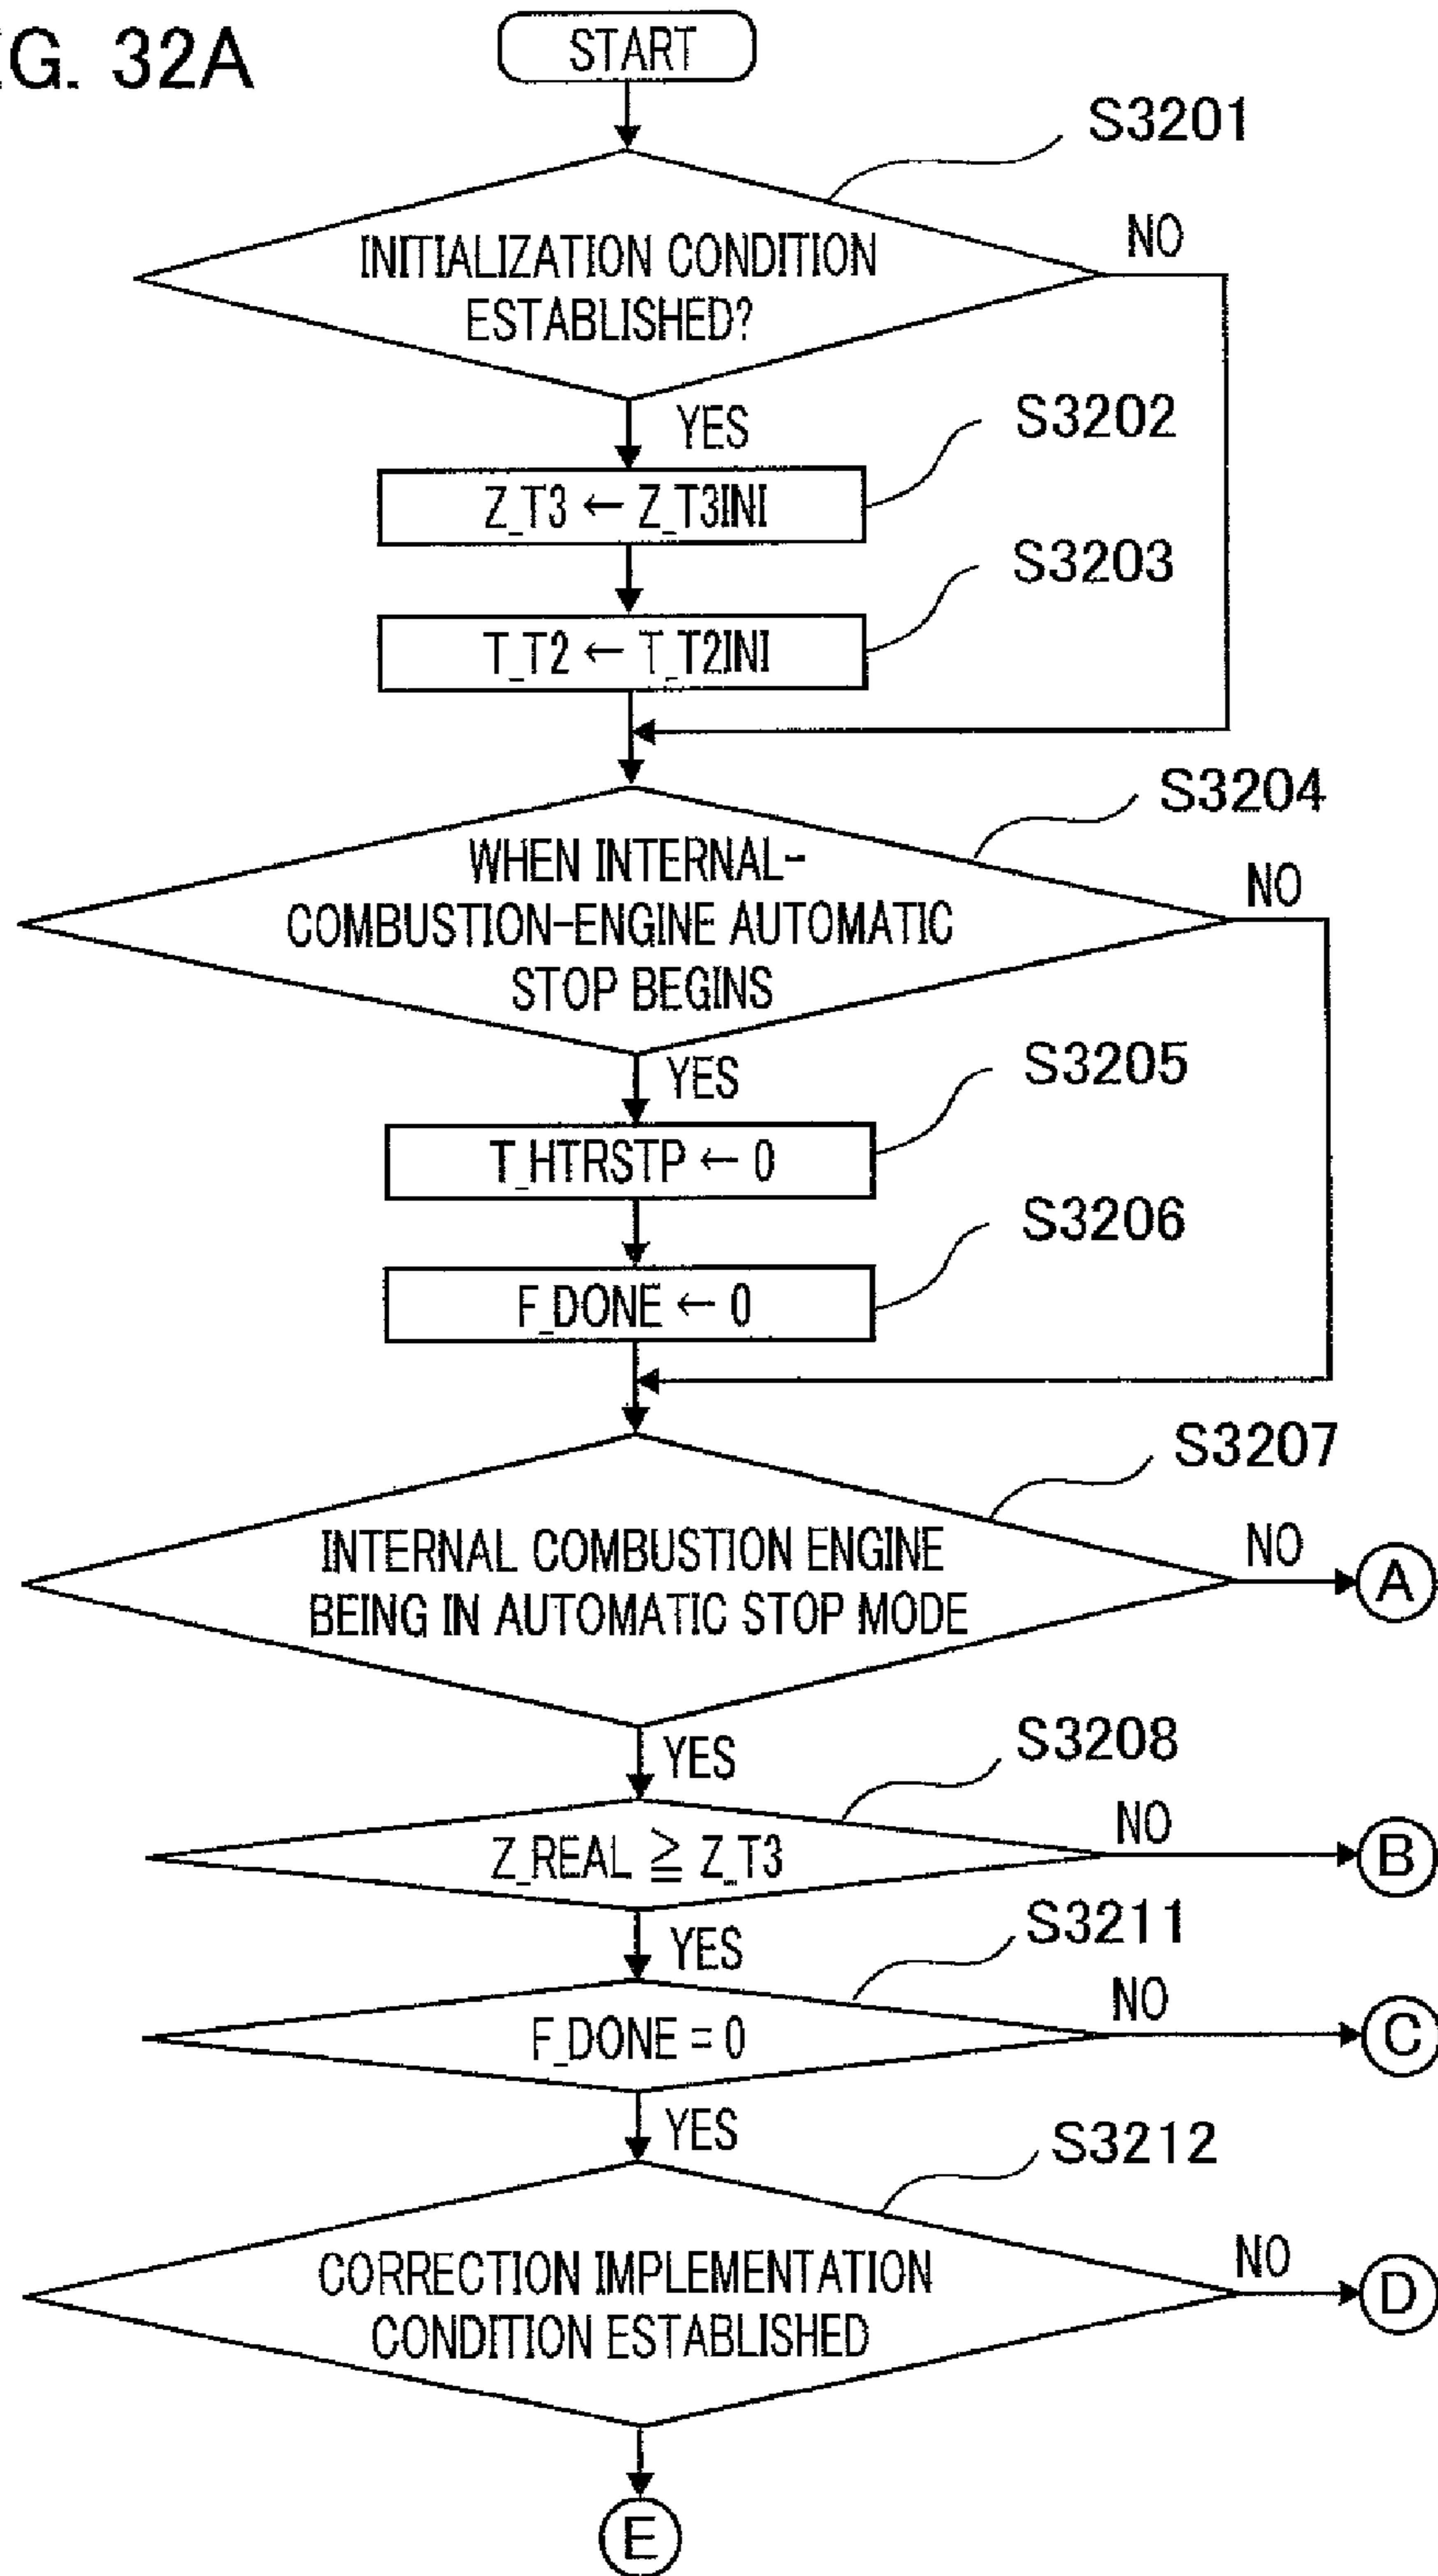 G. 32A
START
S3201
INITIALIZATION CONDITION
ESTABLISHED?
NO
YES
S3202
Z_T3 ← Z_T3INI
S3203
T_T2 ← T_T2INI
S3204
WHEN INTERNAL-
COMBUSTION-ENGINE AUTOMATIC
STOP BEGINS
NO
YES
S3205
T_HTRSTP ← 0
S3206
F_DONE ← 0
S3207
INTERNAL COMBUSTION ENGINE
BEING IN AUTOMATIC STOP MODE
NO
A
YES
S3208
Z_REAL ≧ Z_T3
NO
B
YES
S3211
F_DONE = 0
NO
C
YES
S3212
CORRECTION IMPLEMENTATION
CONDITION ESTABLISHED
NO
D
E